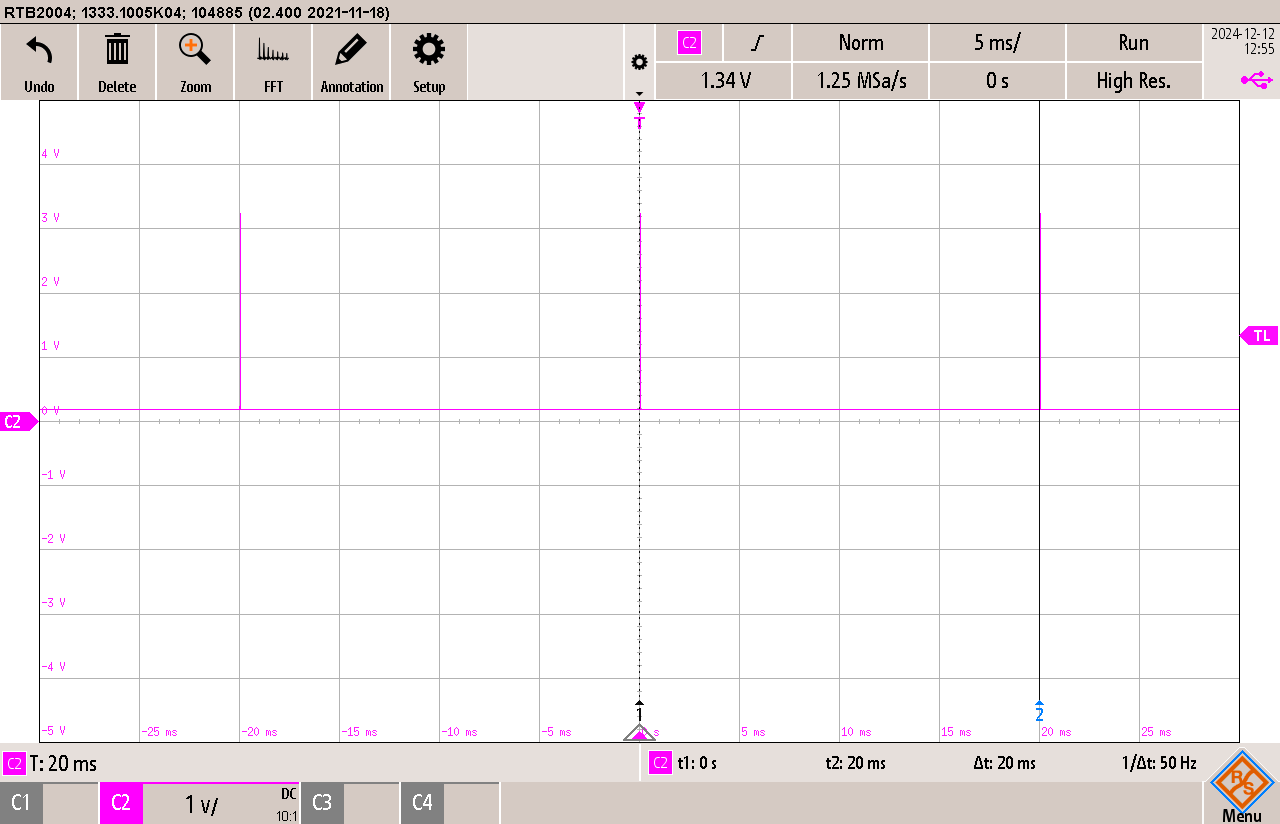 RTB2004; 1333.1005K04; 104885 (02.400 2021-11-18)
Undo
Delete
Zoom
FFT
Annotation
Setup
C2
Norm
5 ms/
Run
1.34 V
1.25 MSa/s
0 s
High Res.
2024-12-12
12:55
T
4 V
3 V
2 V
1 V
TL
0 V
C2
-1 V
-2 V
-3 V
-4 V
1
2
-5 V
-25 ms
-20 ms
-15 ms
-10 ms
-5 ms
s
5 ms
10 ms
15 ms
20 ms
25 ms
C2 T: 20 ms
C2 t1: 0 s
t2: 20 ms
Δt: 20 ms
1/Δt: 50 Hz
C1
C2
1 V/
DC
10:1
C3
C4
R S
Menu